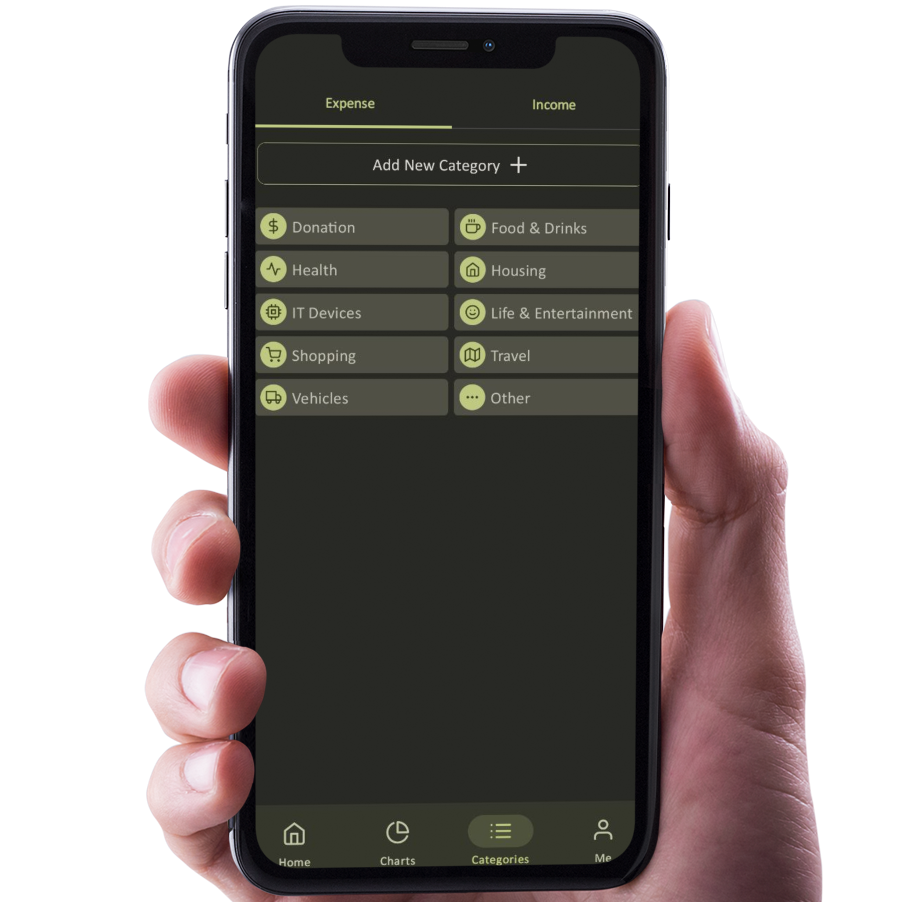 Expense Income
Add New Category
Donation Food & Drinks
Health Housing
IT Devices Life & Entertainment
Shopping Travel
Vehicles Other
Home Charts Categories Me